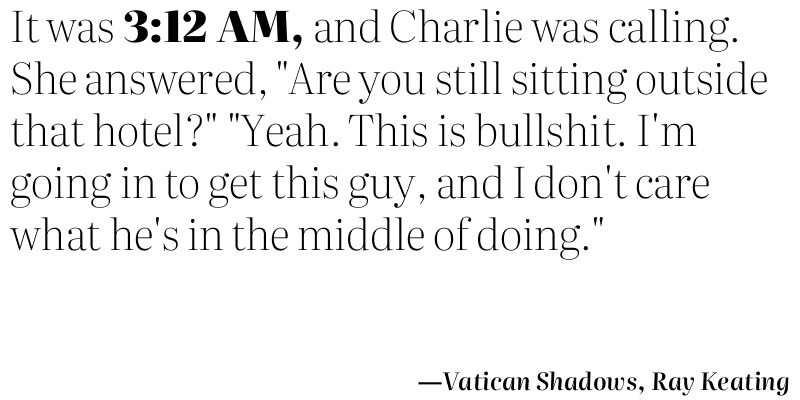 It was 3:12 AM, and Charlie was calling.
She answered, "Are you still sitting outside
that hotel?" "Yeah. This is bullshit. I'm
going in to get this guy, and I don't care
what he's in the middle of doing."
—Vatican Shadows, Ray Keating